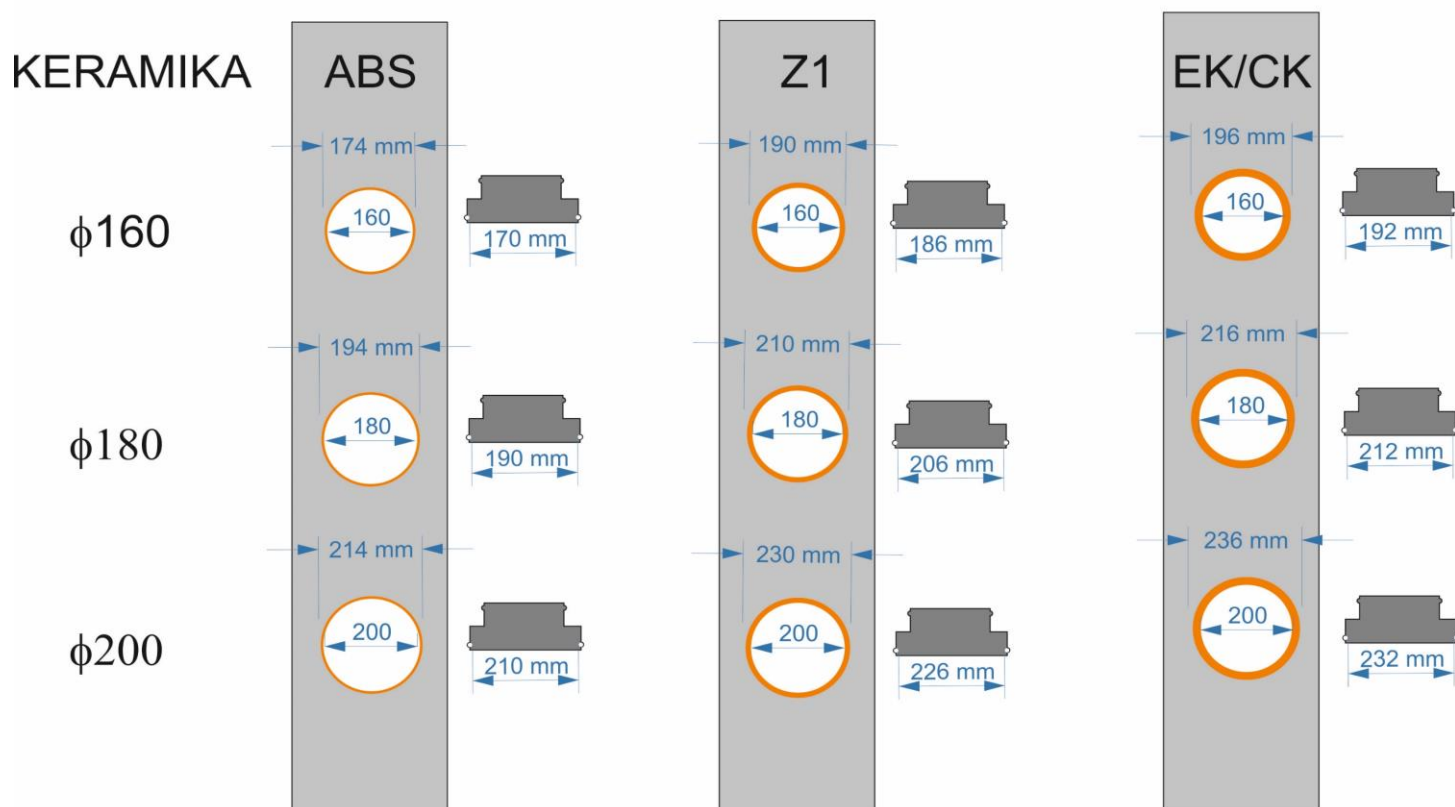 KERAMIKA ABS Z1 EK/CK
174 mm 190 mm 196 mm
ϕ160 160 170 mm 160 186 mm 160 192 mm
194 mm 210 mm 216 mm
ϕ180 180 190 mm 180 206 mm 180 212 mm
214 mm 230 mm 236 mm
ϕ200 200 210 mm 200 226 mm 200 232 mm